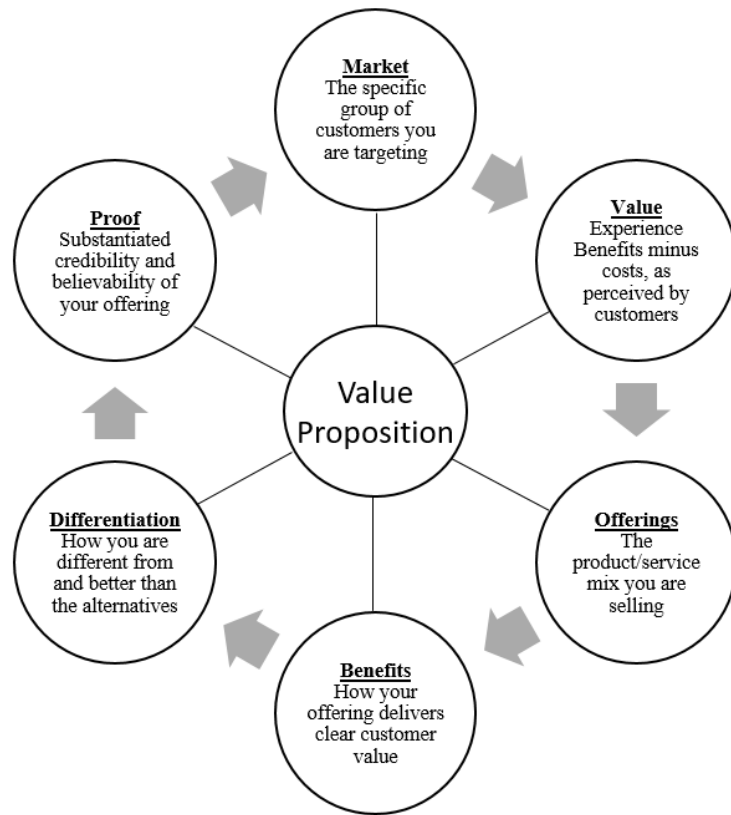 Market
The specific
group of
customers you
are targeting
Value
Experience
Benefits minus
costs, as
perceived by
customers
Offerings
The
product/service
mix you are
selling
Benefits
How your
offering delivers
clear customer
value
Differentiation
How you are
different from
and better than
the alternatives
Proof
Substantiated
credibility and
believability of
your offering
Value
Proposition